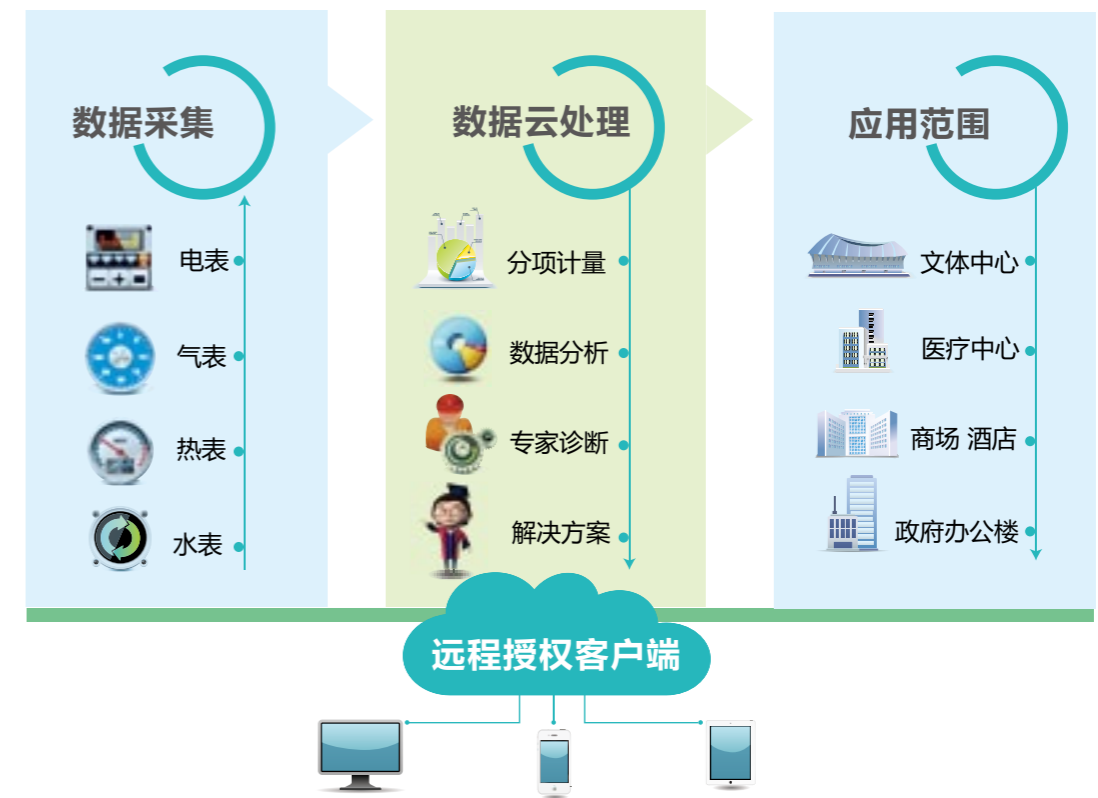 数据采集
电表
气表
热表
水表
数据云处理
分项计量
数据分析
专家诊断
解决方案
应用范围
文体中心
医疗中心
商场 酒店
政府办公楼
远程授权客户端